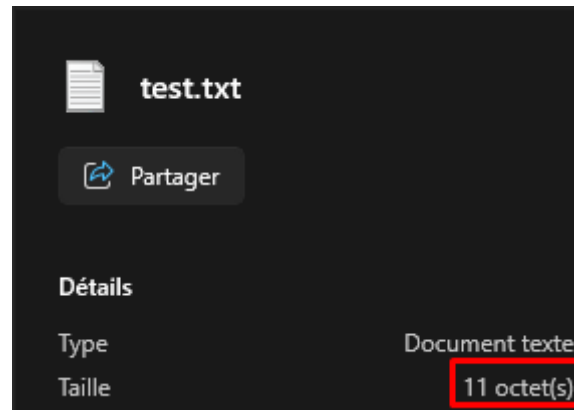 test.txt
Partager
Détails
Type Document texte
Taille 11 octet(s)